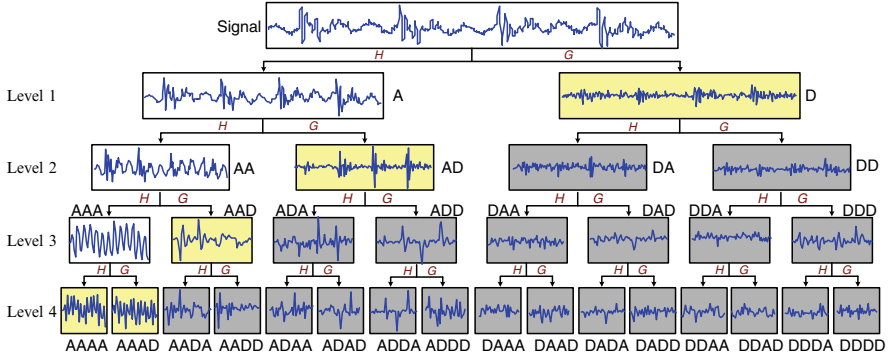 Signal
H G
Level 1 A D
H G H G
Level 2 AA AD DA DD
H G H G H G H G
AAA AAD ADA ADD DAA DAD DDA DDD
Level 3
H G H G H G H G H G H G H G H G
Level 4
AAAA AAAD AADA AADD ADAA ADAD ADDA ADDD DAAA DAAD DADA DADD DDAA DDAD DDDA DDDD